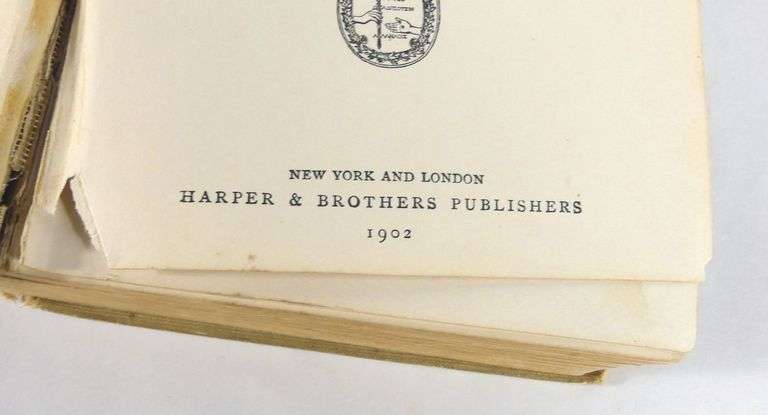 NEW YORK AND LONDON
HARPER & BROTHERS PUBLISHERS
1902